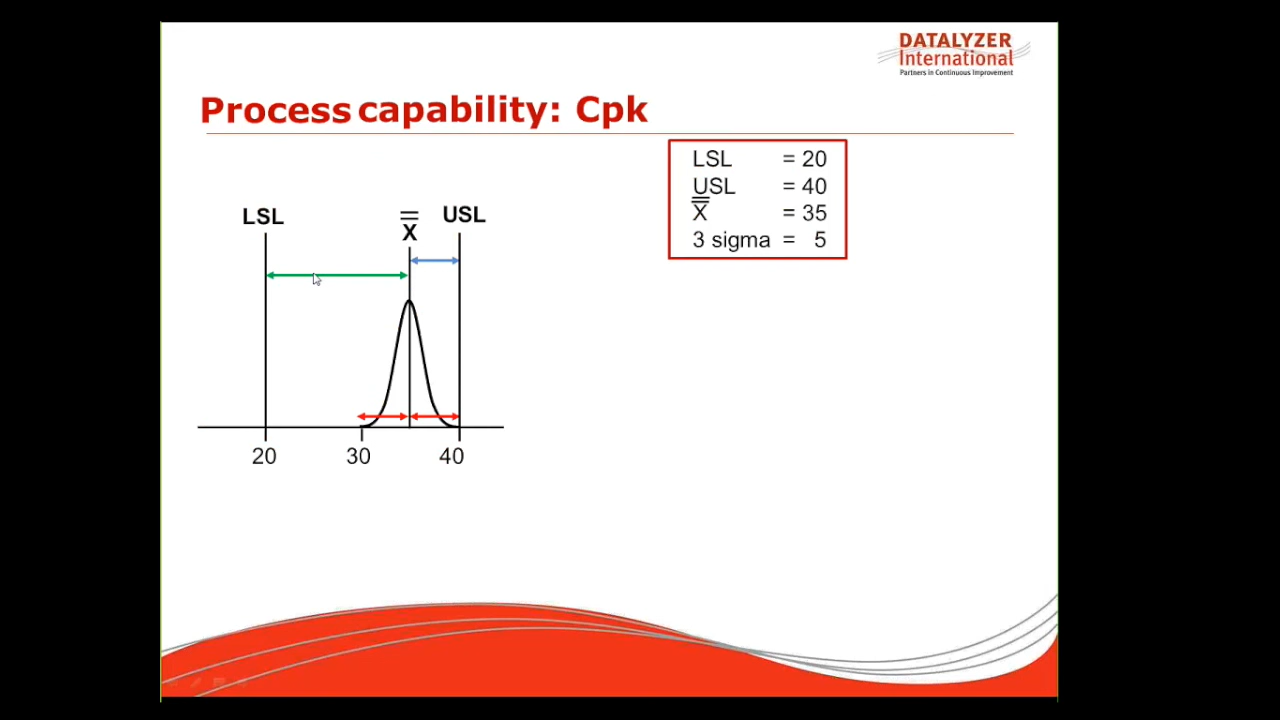 DATALYZER
International
Partners in Continuous Improvement
Process capability: Cpk
LSL = 20
USL = 40
X̿ = 35
3 sigma = 5
LSL X̿ USL
20 30 40